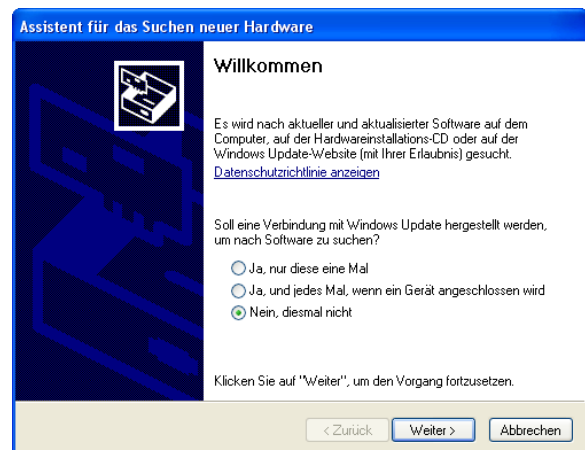 Assistent für das Suchen neuer Hardware
Willkommen
Es wird nach aktueller und aktualisierter Software auf dem
Computer, auf der Hardwareinstallations-CD oder auf der
Windows Update-Website (mit Ihrer Erlaubnis) gesucht.
Datenschutzrichtlinie anzeigen
Soll eine Verbindung mit Windows Update hergestellt werden,
um nach Software zu suchen?
Ja, nur diese eine Mal
Ja, und jedes Mal, wenn ein Gerät angeschlossen wird
Nein, diesmal nicht
Klicken Sie auf "Weiter", um den Vorgang fortzusetzen.
< Zurück Weiter > Abbrechen